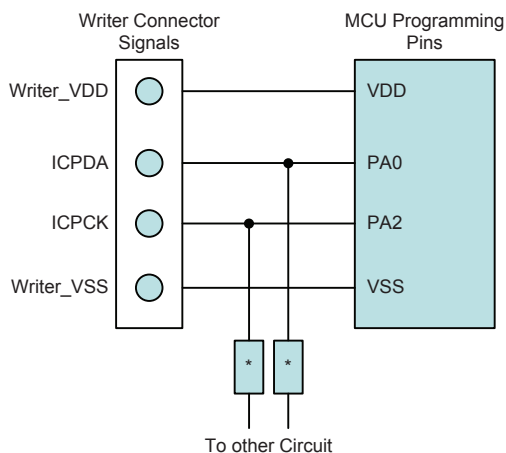 Writer Connector
Signals
MCU Programming
Pins
Writer_VDD
VDD
ICPDA
PA0
ICPCK
PA2
Writer_VSS
VSS
*
*
To other Circuit